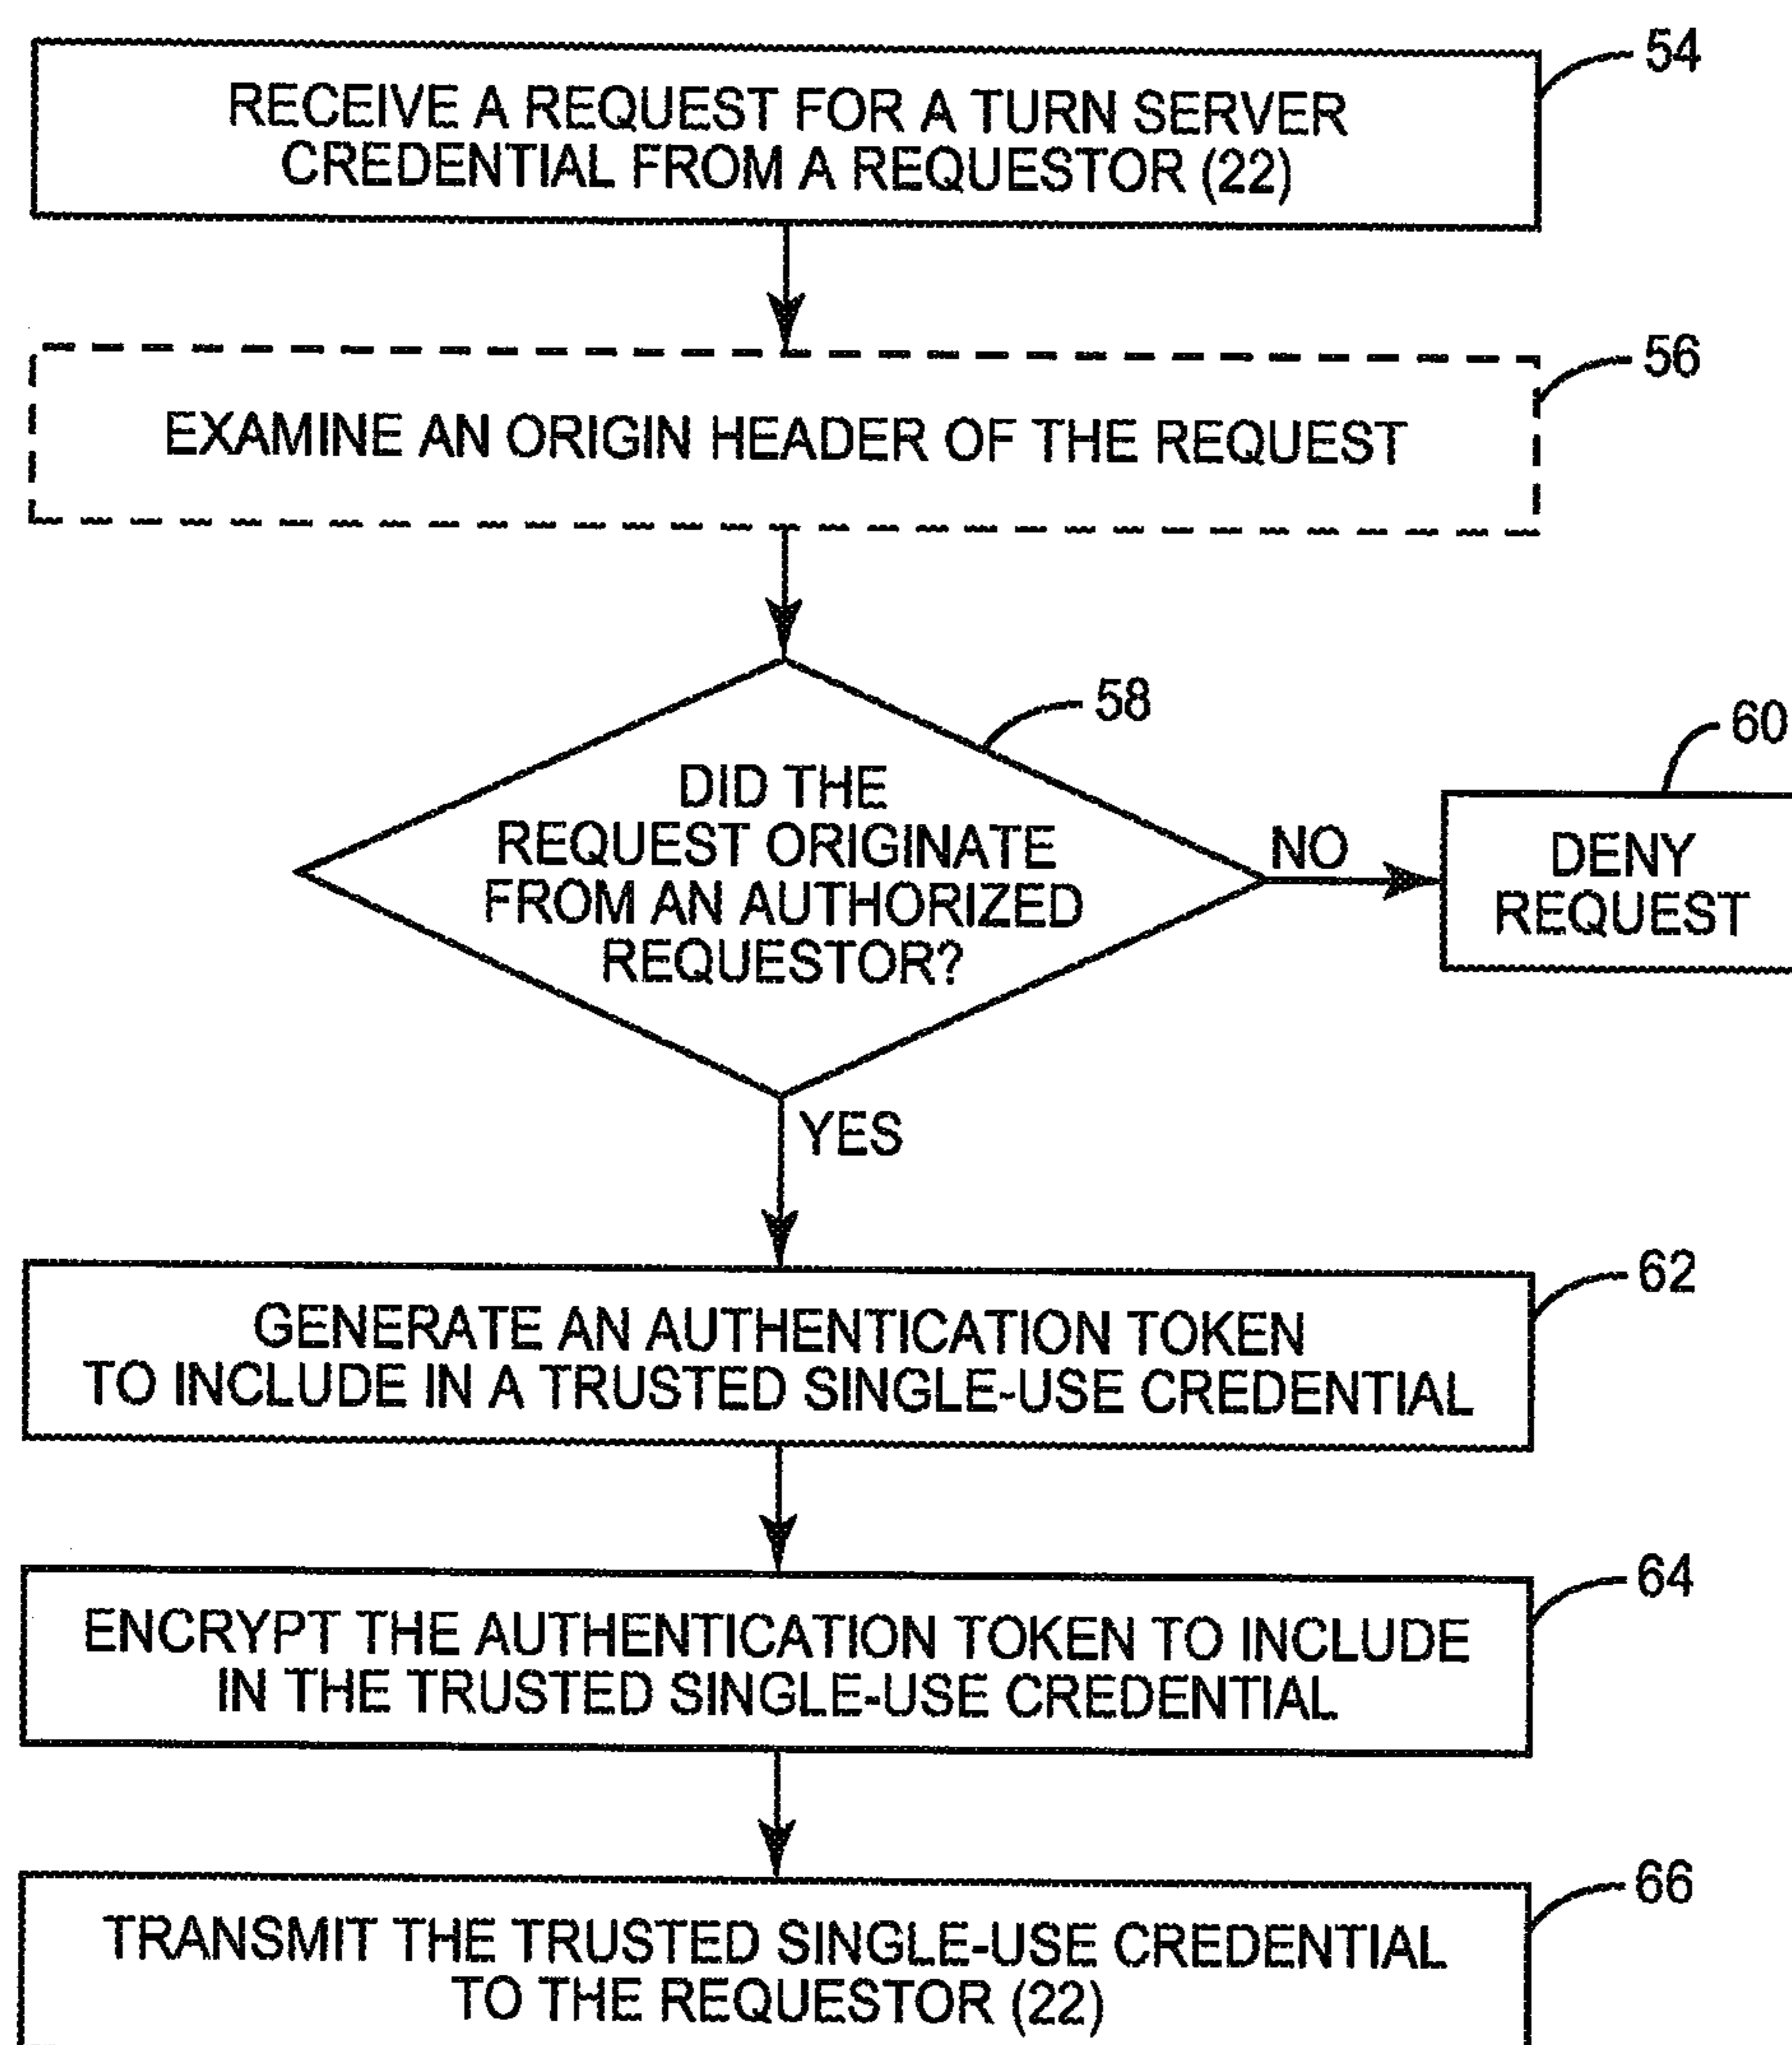 54
RECEIVE A REQUEST FOR A TURN SERVER
CREDENTIAL FROM A REQUESTOR (22)
56
EXAMINE AN ORIGIN HEADER OF THE REQUEST
58
DID THE
REQUEST ORIGINATE
FROM AN AUTHORIZED
REQUESTOR?
NO
60
DENY
REQUEST
YES
62
GENERATE AN AUTHENTICATION TOKEN
TO INCLUDE IN A TRUSTED SINGLE-USE CREDENTIAL
64
ENCRYPT THE AUTHENTICATION TOKEN TO INCLUDE
IN THE TRUSTED SINGLE-USE CREDENTIAL
66
TRANSMIT THE TRUSTED SINGLE-USE CREDENTIAL
TO THE REQUESTOR (22)